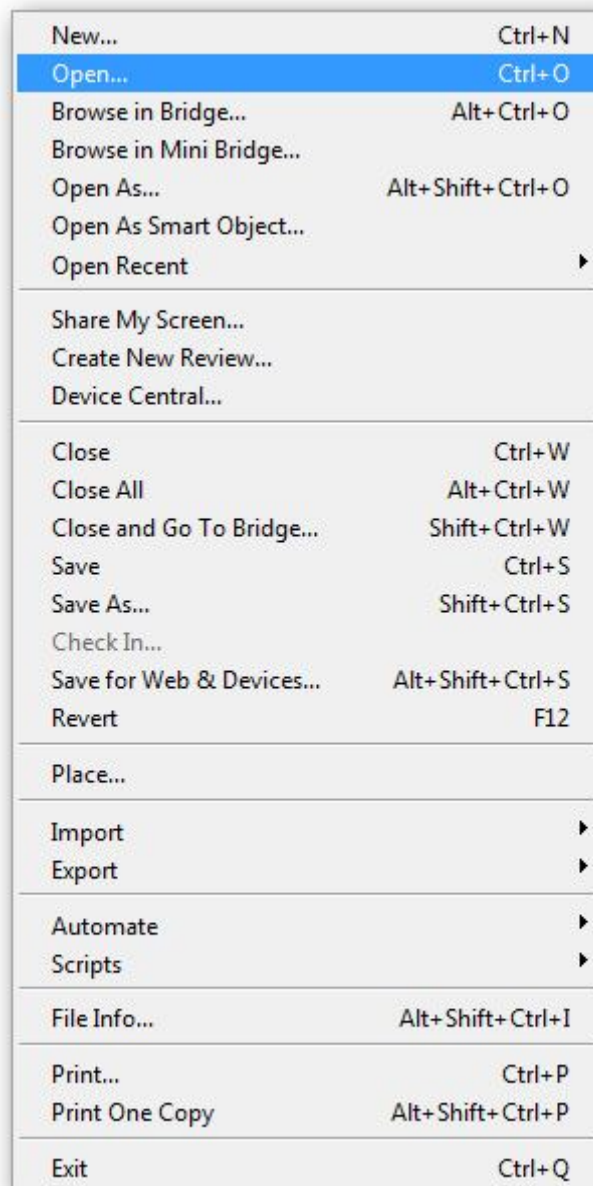 New... Ctrl+N
Open... Ctrl+O
Browse in Bridge... Alt+Ctrl+O
Browse in Mini Bridge...
Open As... Alt+Shift+Ctrl+O
Open As Smart Object...
Open Recent
Share My Screen...
Create New Review...
Device Central...
Close Ctrl+W
Close All Alt+Ctrl+W
Close and Go To Bridge... Shift+Ctrl+W
Save Ctrl+S
Save As... Shift+Ctrl+S
Check In...
Save for Web & Devices... Alt+Shift+Ctrl+S
Revert F12
Place...
Import
Export
Automate
Scripts
File Info... Alt+Shift+Ctrl+I
Print... Ctrl+P
Print One Copy Alt+Shift+Ctrl+P
Exit Ctrl+Q